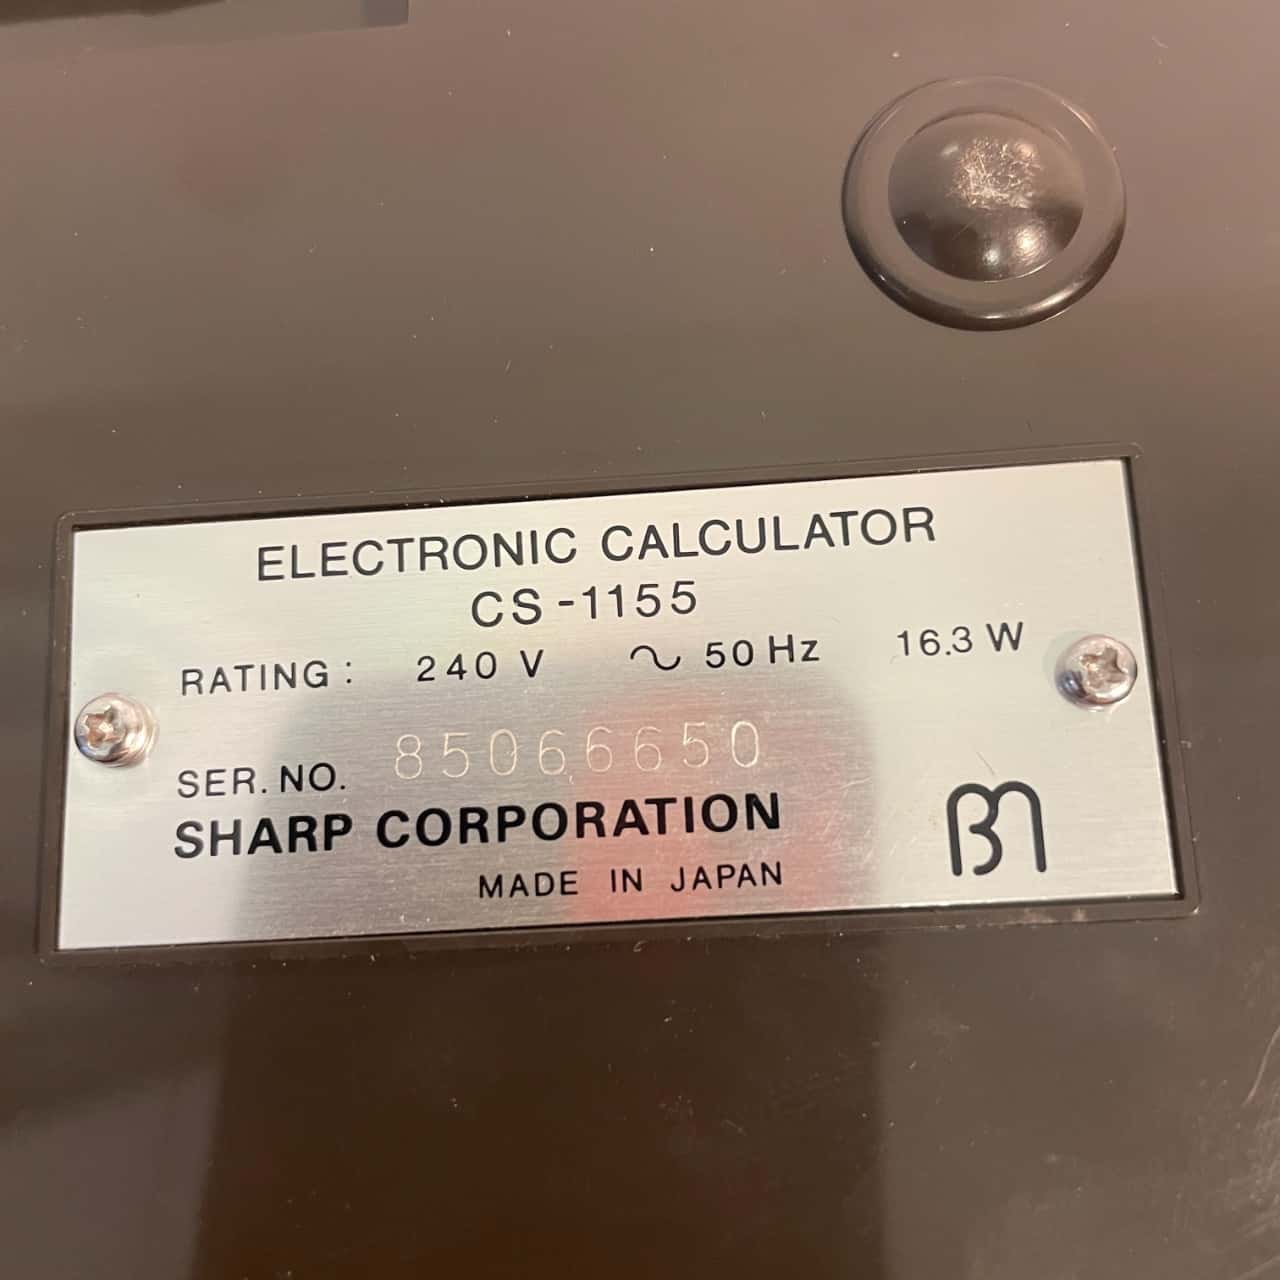 ELECTRONIC CALCULATOR
CS-1155
RATING: 240 V ∿ 50 Hz 16.3 W
SER. NO. 85066650
SHARP CORPORATION
MADE IN JAPAN